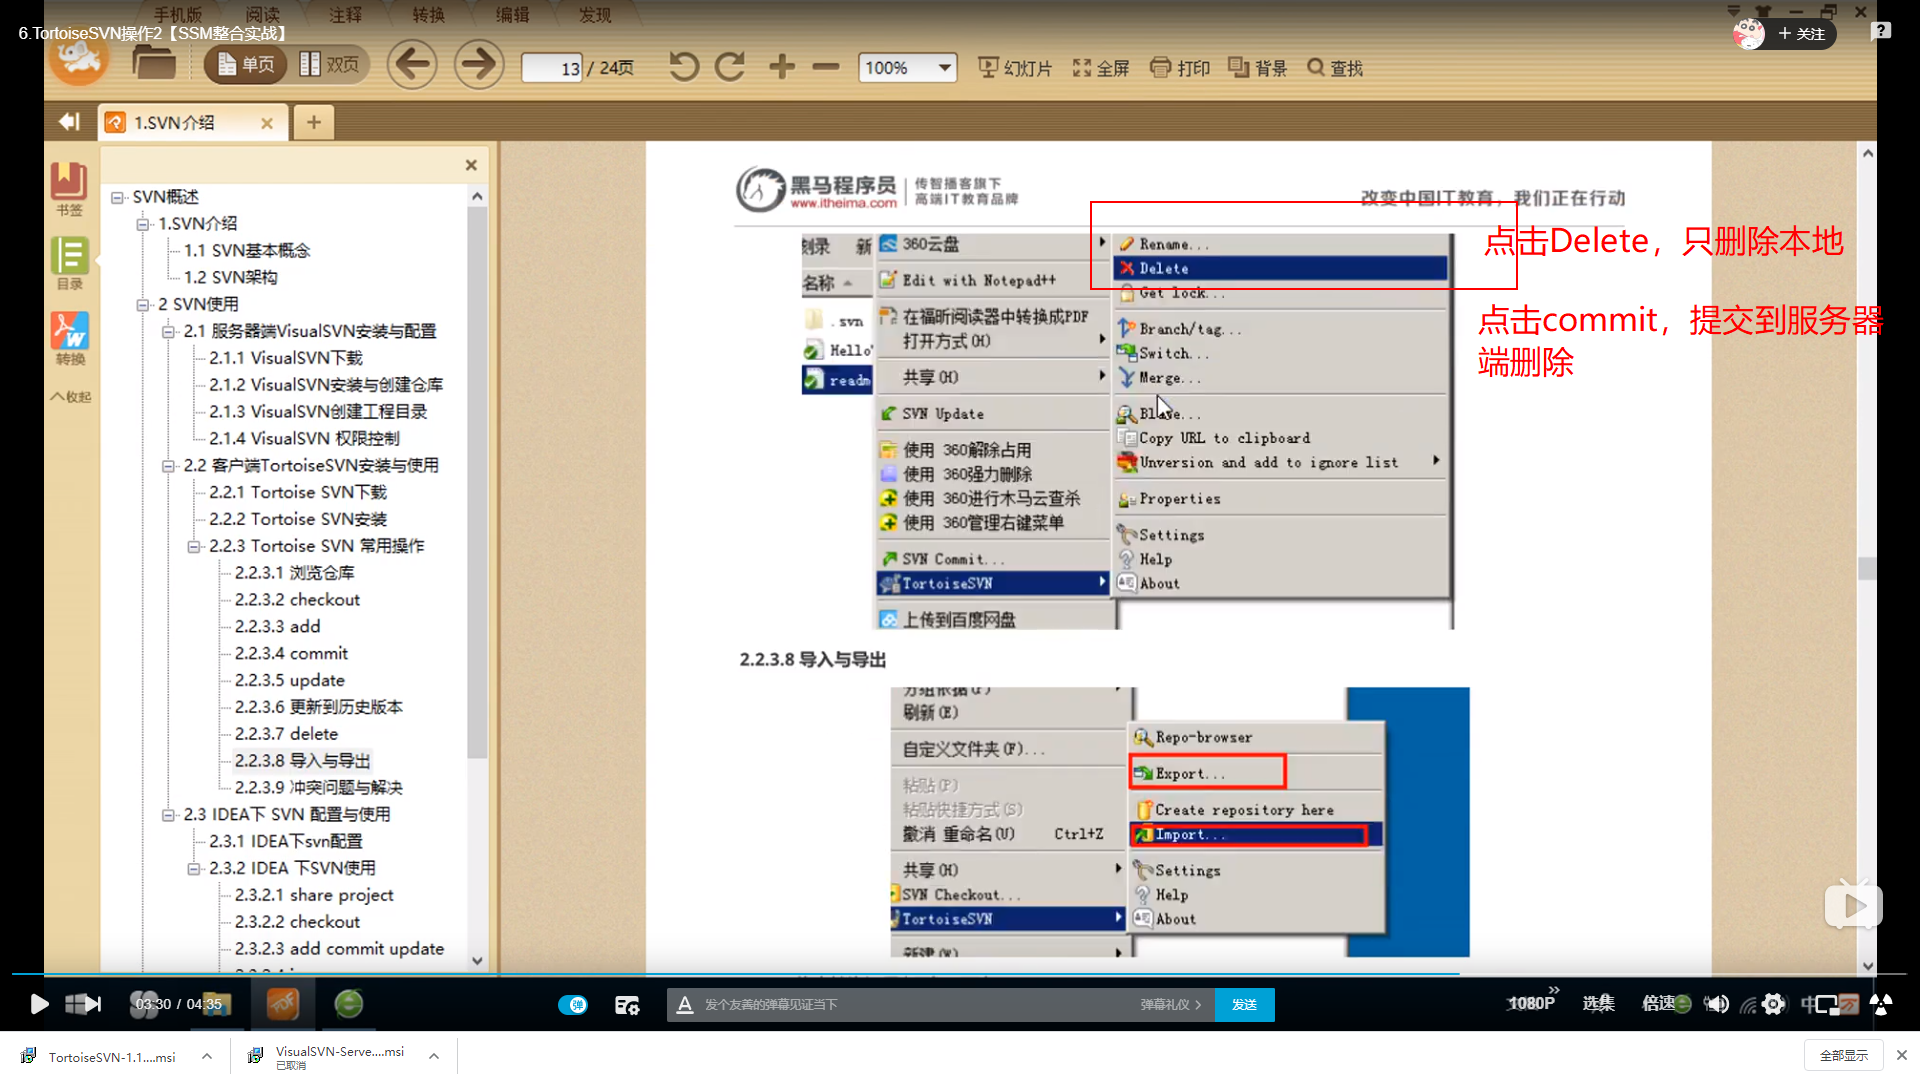 手机版 阅读 注释 转换 编辑 发现
6.TortoiseSVN操作2【SSM整合实战】
+ 关注
单页 双页 13 / 24页 100% 幻灯片 全屏 打印 背景 查找
1.SVN介绍
书签
目录
转换
收起
SVN概述
1.SVN介绍
1.1 SVN基本概念
1.2 SVN架构
2 SVN使用
2.1 服务器端VisualSVN安装与配置
2.1.1 VisualSVN下载
2.1.2 VisualSVN安装与创建仓库
2.1.3 VisualSVN创建工程目录
2.1.4 VisualSVN 权限控制
2.2 客户端TortoiseSVN安装与使用
2.2.1 Tortoise SVN下载
2.2.2 Tortoise SVN安装
2.2.3 Tortoise SVN 常用操作
2.2.3.1 浏览仓库
2.2.3.2 checkout
2.2.3.3 add
2.2.3.4 commit
2.2.3.5 update
2.2.3.6 更新到历史版本
2.2.3.7 delete
2.2.3.8 导入与导出
2.2.3.9 冲突问题与解决
2.3 IDEA下 SVN 配置与使用
2.3.1 IDEA下svn配置
2.3.2 IDEA 下SVN使用
2.3.2.1 share project
2.3.2.2 checkout
2.3.2.3 add commit update
黑马程序员
www.itheima.com
传智播客旗下
高端IT教育品牌
改变中国IT教育，我们正在行动
刻录 新
名称
.svn
Hello
readm
360云盘
Edit with Notepad++
在福昕阅读器中转换成PDF
打开方式(H)
共享(H)
SVN Update
使用 360解除占用
使用 360强力删除
使用 360进行木马云查杀
使用 360管理右键菜单
SVN Commit...
TortoiseSVN
上传到百度网盘
Rename...
Delete
Get lock...
Branch/tag...
Switch...
Merge...
Copy URL to clipboard
Unversion and add to ignore list
Properties
Settings
Help
About
点击Delete，只删除本地
点击commit，提交到服务器
端删除
2.2.3.8 导入与导出
刷新(E)
自定义文件夹(F)...
粘贴(P)
粘贴快捷方式(S)
撤消 重命名(U) Ctrl+Z
共享(H)
SVN Checkout...
TortoiseSVN
新建(W)
Repo-browser
Export...
Create repository here
Import...
Settings
Help
About
03:30 / 04:35
弹
发个友善的弹幕见证当下
弹幕礼仪
发送
1080P
选集
倍速
TortoiseSVN-1.1....msi
VisualSVN-Serve....msi
已取消
全部显示